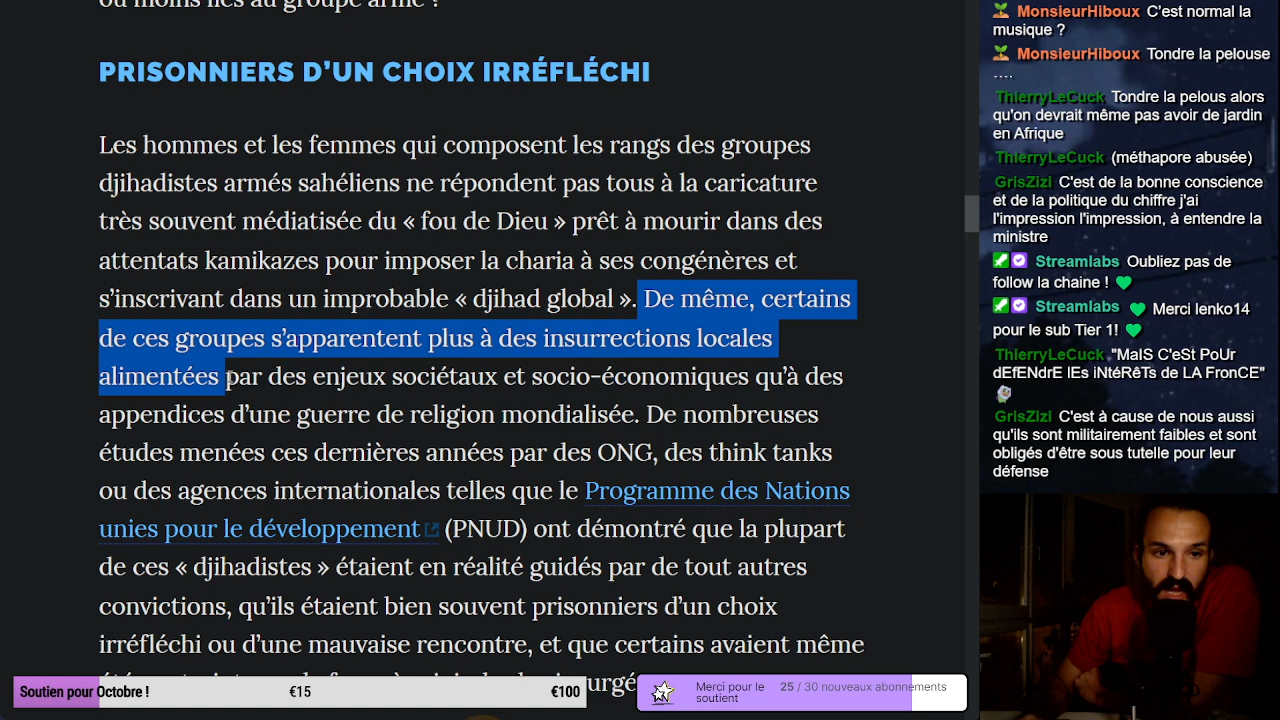 ou moins liés au groupe armé ?
PRISONNIERS D’UN CHOIX IRRÉFLÉCHI
Les hommes et les femmes qui composent les rangs des groupes
djihadistes armés sahéliens ne répondent pas tous à la caricature
très souvent médiatisée du « fou de Dieu » prêt à mourir dans des
attentats kamikazes pour imposer la charia à ses congénères et
s’inscrivant dans un improbable « djihad global ». De même, certains
de ces groupes s’apparentent plus à des insurrections locales
alimentées par des enjeux sociétaux et socio-économiques qu’à des
appendices d’une guerre de religion mondialisée. De nombreuses
études menées ces dernières années par des ONG, des think tanks
ou des agences internationales telles que le Programme des Nations
unies pour le développement (PNUD) ont démontré que la plupart
de ces « djihadistes » étaient en réalité guidés par de tout autres
convictions, qu’ils étaient bien souvent prisonniers d’un choix
irréfléchi ou d’une mauvaise rencontre, et que certains avaient même
Soutien pour Octobre !
€15
€100
Merci pour le
soutien
25 / 30 nouveaux abonnements
MonsieurHiboux C’est normal la
musique ?
MonsieurHiboux Tondre la pelouse
....
ThierryLeCuck Tondre la pelous alors
qu'on devrait même pas avoir de jardin
en Afrique
ThierryLeCuck (méthapore abusée)
GrisZizi C'est de la bonne conscience
et de la politique du chiffre j'ai
l'impression l'impression, à entendre la
ministre
Streamlabs Oubliez pas de
follow la chaine !
Streamlabs Merci lenko14
pour le sub Tier 1!
ThierryLeCuck "MaIS C'eSt PoUr
dEfENdrE lEs iNtéRêTs de LA FronCE"
GrisZizi C'est à cause de nous aussi
qu'ils sont militairement faibles et sont
obligés d'être sous tutelle pour leur
défense